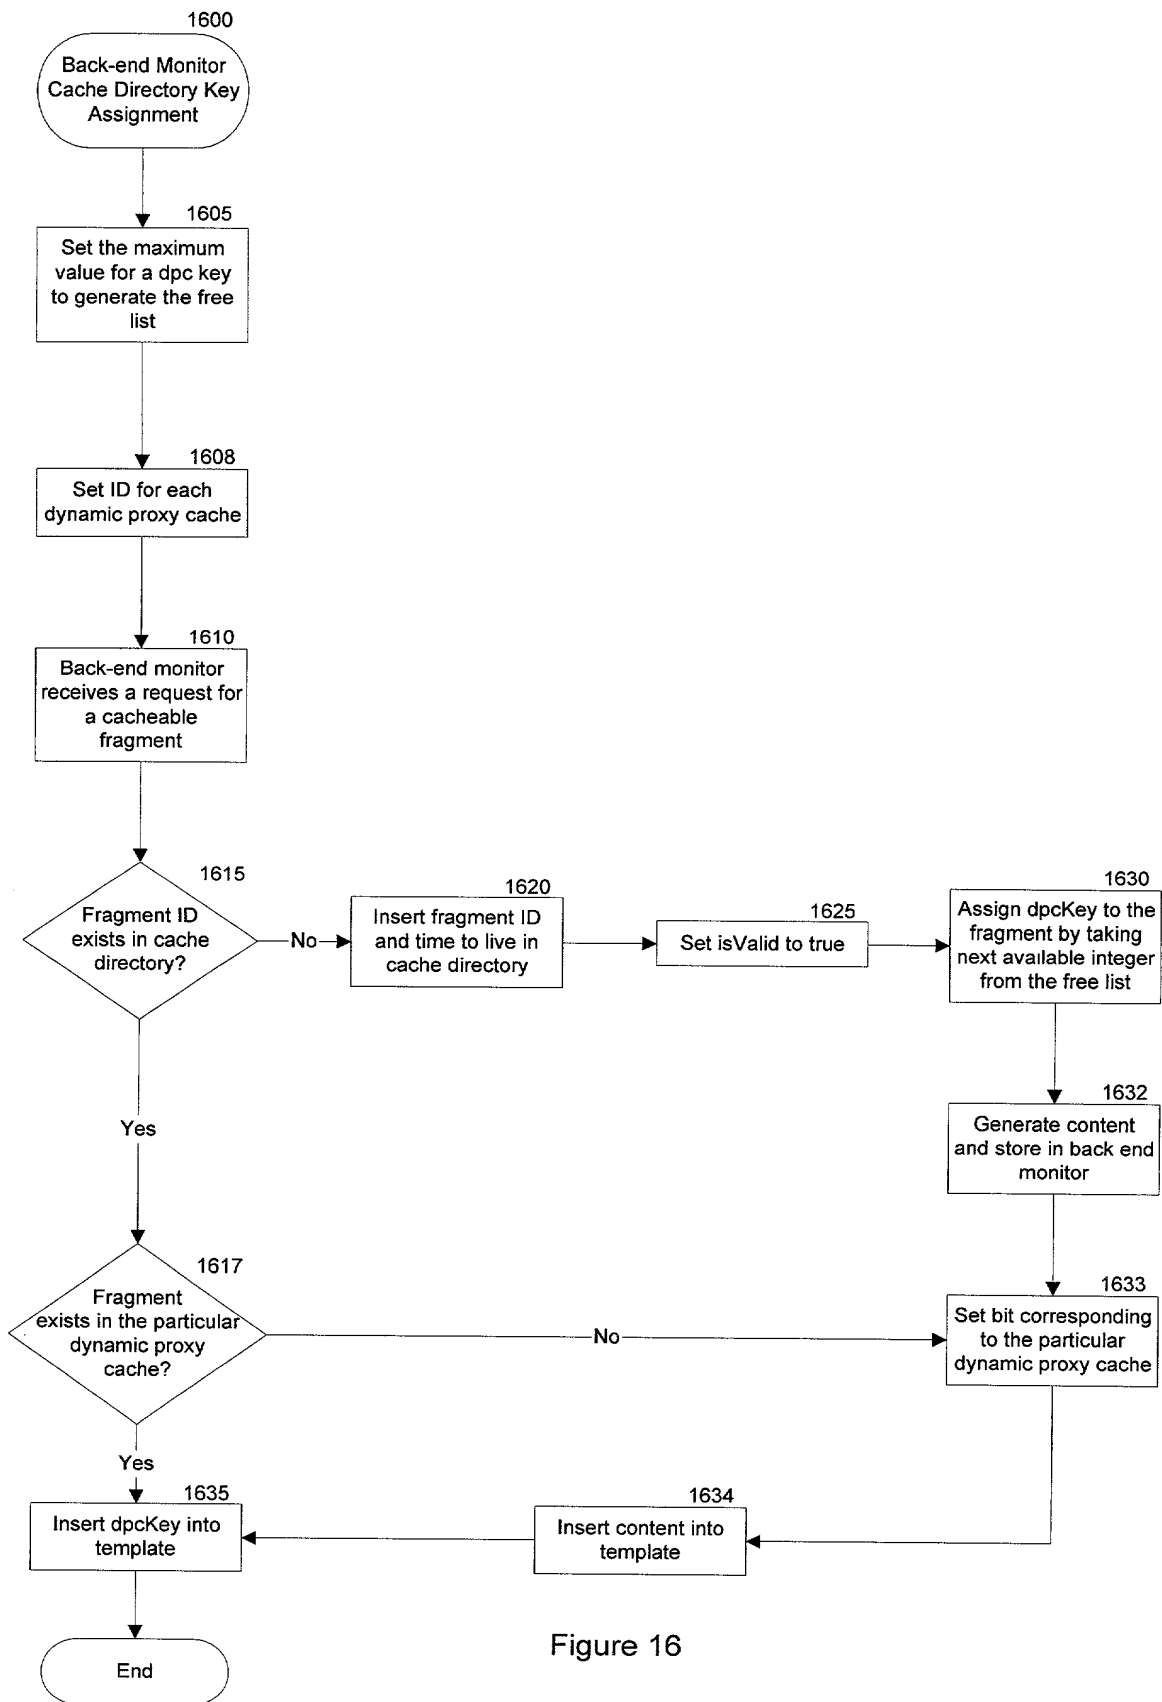 1600
Back-end Monitor
Cache Directory Key
Assignment
1605
Set the maximum
value for a dpc key
to generate the free
list
1608
Set ID for each
dynamic proxy cache
1610
Back-end monitor
receives a request for
a cacheable
fragment
1615
Fragment ID
exists in cache
directory?
No
1620
Insert fragment ID
and time to live in
cache directory
1625
Set isValid to true
1630
Assign dpcKey to the
fragment by taking
next available integer
from the free list
1632
Generate content
and store in back end
monitor
Yes
1617
Fragment
exists in the particular
dynamic proxy
cache?
No
1633
Set bit corresponding
to the particular
dynamic proxy cache
Yes
1635
Insert dpcKey into
template
1634
Insert content into
template
End
Figure 16